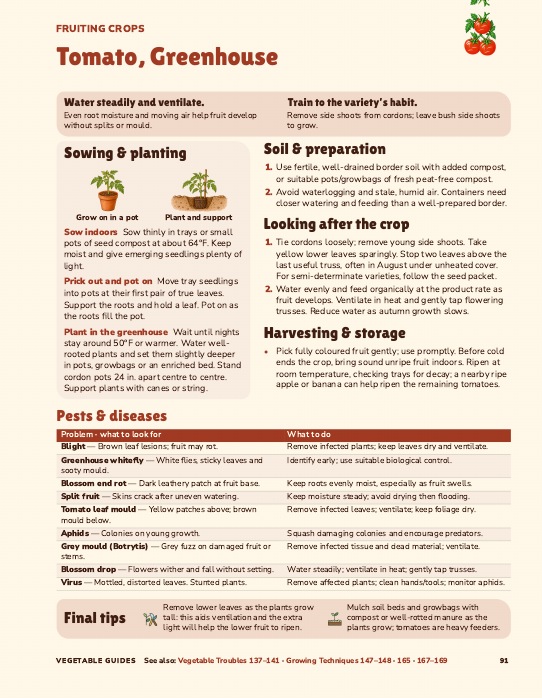 FRUITING CROPS
Tomato, Greenhouse
Water steadily and ventilate.
Even root moisture and moving air help fruit develop
without splits or mould.
Train to the variety's habit.
Remove side shoots from cordons; leave bush side shoots
to grow.
Sowing & planting
Grow on in a pot
Plant and support
Sow indoors Sow thinly in trays or small
pots of seed compost at about 64°F. Keep
moist and give emerging seedlings plenty of
light.
Prick out and pot on Move tray seedlings
into pots at their first pair of true leaves.
Support the roots and hold a leaf. Pot on as
the roots fill the pot.
Plant in the greenhouse Wait until nights
stay around 50°F or warmer. Water well-
rooted plants and set them slightly deeper
in pots, growbags or an enriched bed. Stand
cordon pots 24 in. apart centre to centre.
Support plants with canes or string.
Soil & preparation
1. Use fertile, well-drained border soil with added compost,
or suitable pots/growbags of fresh peat-free compost.
2. Avoid waterlogging and stale, humid air. Containers need
closer watering and feeding than a well-prepared border.
Looking after the crop
1. Tie cordons loosely; remove young side shoots. Take
yellow lower leaves sparingly. Stop two leaves above the
last useful truss, often in August under unheated cover.
For semi-determinate varieties, follow the seed packet.
2. Water evenly and feed organically at the product rate as
fruit develops. Ventilate in heat and gently tap flowering
trusses. Reduce water as autumn growth slows.
Harvesting & storage
• Pick fully coloured fruit gently; use promptly. Before cold
ends the crop, bring sound unripe fruit indoors. Ripen at
room temperature, checking trays for decay; a nearby ripe
apple or banana can help ripen the remaining tomatoes.
Pests & diseases
Problem - what to look for What to do
Blight — Brown leaf lesions; fruit may rot. Remove infected plants; keep leaves dry and ventilate.
Greenhouse whitefly — White flies, sticky leaves and Identify early; use suitable biological control.
sooty mould.
Blossom end rot — Dark leathery patch at fruit base. Keep roots evenly moist, especially as fruit swells.
Split fruit — Skins crack after uneven watering. Keep moisture steady; avoid drying then flooding.
Tomato leaf mould — Yellow patches above; brown Remove infected leaves; ventilate; keep foliage dry.
mould below.
Aphids — Colonies on young growth. Squash damaging colonies and encourage predators.
Grey mould (Botrytis) — Grey fuzz on damaged fruit or Remove infected tissue and dead material; ventilate.
stems.
Blossom drop — Flowers wither and fall without setting. Water steadily; ventilate in heat; gently tap trusses.
Virus — Mottled, distorted leaves. Stunted plants. Remove affected plants; clean hands/tools; monitor aphids.
Final tips
Remove lower leaves as the plants grow
tall: this aids ventilation and the extra
light will help the lower fruit to ripen.
Mulch soil beds and growbags with
compost or well-rotted manure as the
plants grow; tomatoes are heavy feeders.
VEGETABLE GUIDES See also: Vegetable Troubles 137–141 · Growing Techniques 147–148 · 165 · 167–169 91